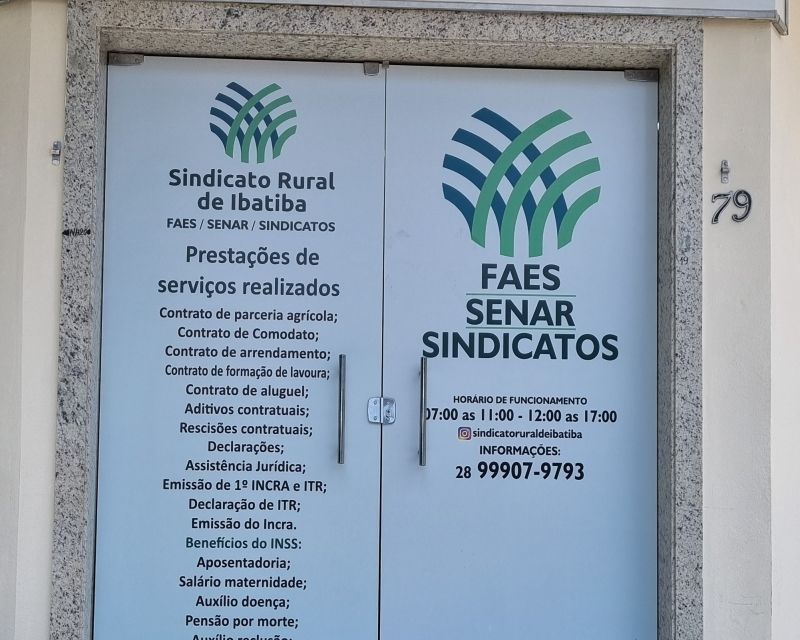 Sindicato Rural
de Ibatiba
FAES / SENAR / SINDICATOS
Prestações de
serviços realizados
Contrato de parceria agrícola;
Contrato de Comodato;
Contrato de arrendamento;
Contrato de formação de lavoura;
Contrato de aluguel;
Aditivos contratuais;
Rescisões contratuais;
Declarações;
Assistência Jurídica;
Emissão de 1º INCRA e ITR;
Declaração de ITR;
Emissão do Incra.
Benefícios do INSS:
Aposentadoria;
Salário maternidade;
Auxílio doença;
Pensão por morte;
Auxílio reclusão;
FAES
SENAR
SINDICATOS
HORÁRIO DE FUNCIONAMENTO
07:00 as 11:00 - 12:00 as 17:00
sindicatoruraldeibatiba
INFORMAÇÕES:
28 99907-9793
79